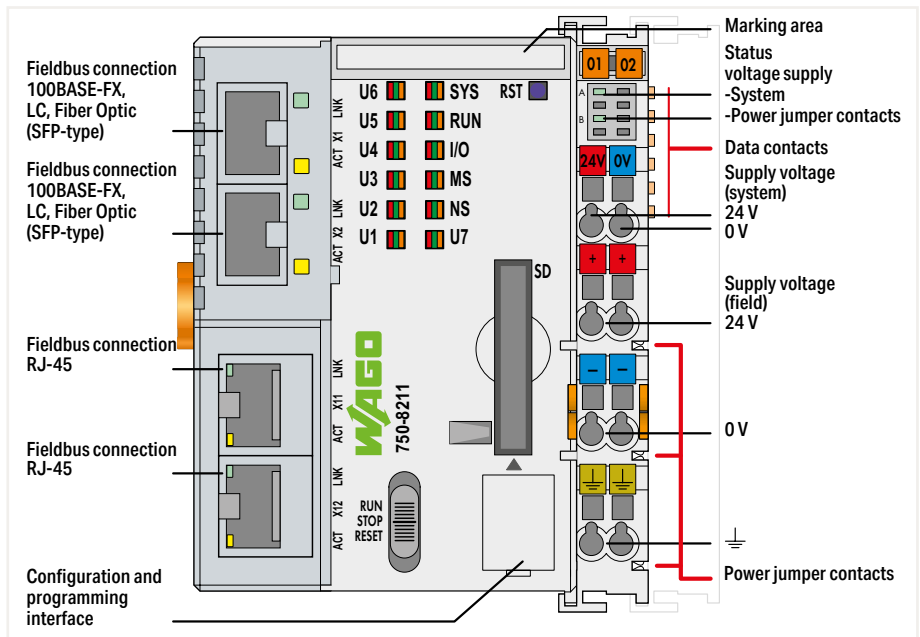 Fieldbus connection
100BASE-FX,
LC, Fiber Optic
(SFP-type)
Fieldbus connection
100BASE-FX,
LC, Fiber Optic
(SFP-type)
Fieldbus connection
RJ-45
Fieldbus connection
RJ-45
Configuration and
programming
interface
LNK
X1
ACT
LNK
X2
ACT
LNK
X11
ACT
LNK
X12
ACT
U6
U5
U4
U3
U2
U1
SYS
RUN
I/O
MS
NS
U7
RST
SD
WAGO
750-8211
RUN
STOP
RESET
01 02
A
B
24V 0V
+ +
– –
Marking area
Status
voltage supply
-System
-Power jumper contacts
Data contacts
Supply voltage
(system)
24 V
0 V
Supply voltage
(field)
24 V
0 V
Power jumper contacts